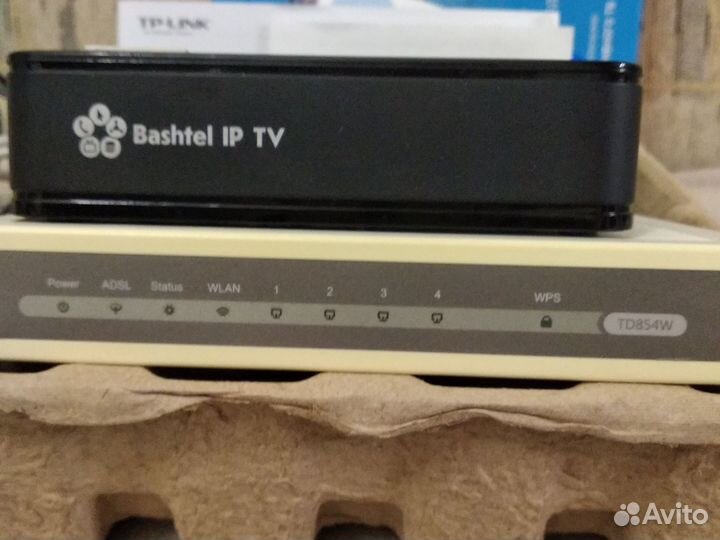 TP-LINK
Bashtel IP TV
Power ADSL Status WLAN 1 2 3 4 WPS
TD854W
Avito